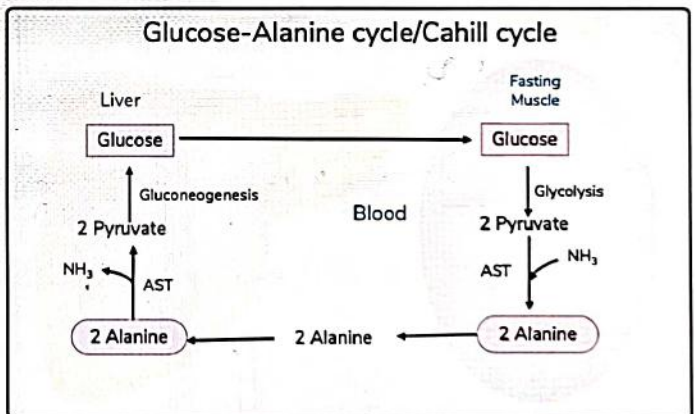 Glucose-Alanine cycle/Cahill cycle
Liver
Fasting
Muscle
Glucose
Glucose
Gluconeogenesis
Glycolysis
Blood
2 Pyruvate
2 Pyruvate
NH₃
AST
AST
NH₃
2 Alanine
2 Alanine
2 Alanine